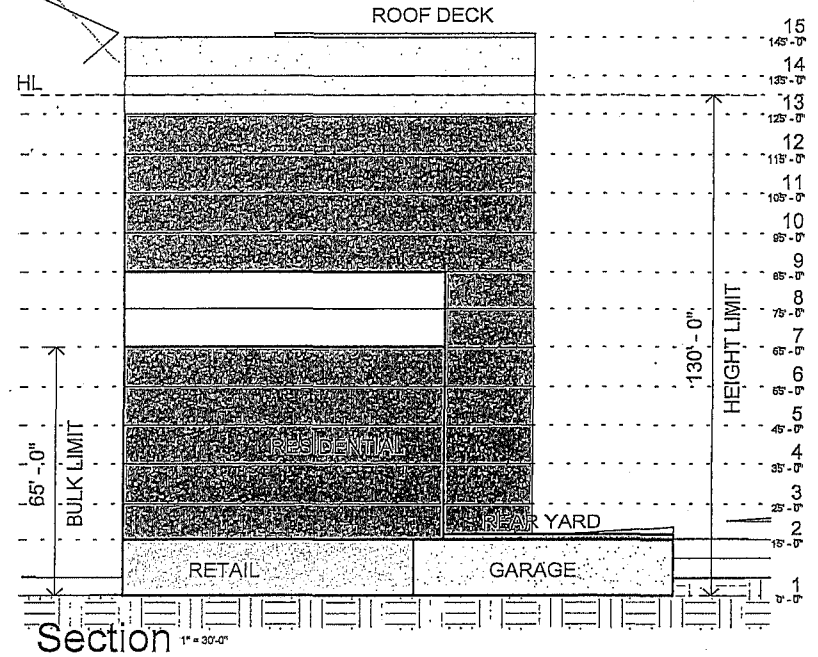 ROOF DECK
15
145' - 0"
14
135' - 0"
HL
13
125' - 0"
12
115' - 0"
11
105' - 0"
10
95' - 0"
9
85' - 0"
8
75' - 0"
7
65' - 0"
6
55' - 0"
5
45' - 0"
4
35' - 0"
3
25' - 0"
2
15' - 0"
1
0' - 0"
130' - 0"
HEIGHT LIMIT
65' - 0"
BULK LIMIT
RESIDENTIAL
REAR YARD
RETAIL
GARAGE
Section 1" = 30'-0"